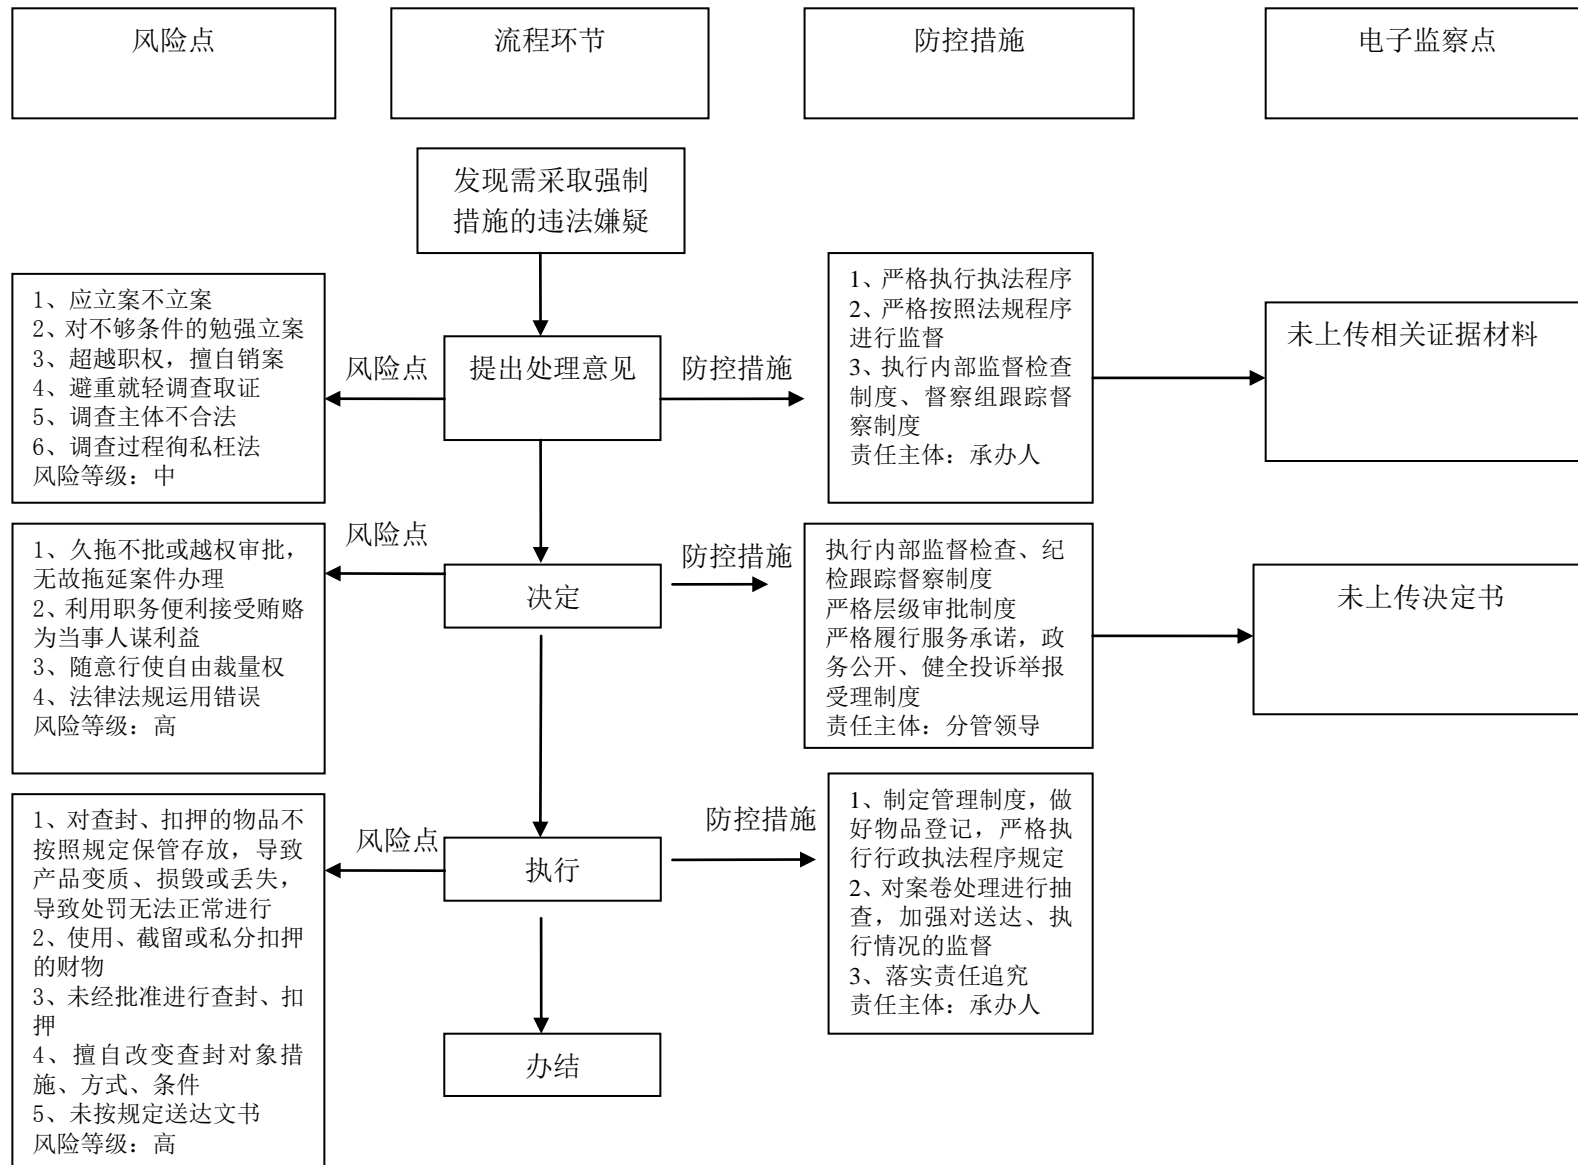 风险点
流程环节
防控措施
电子监察点
发现需采取强制
措施的违法嫌疑
1、应立案不立案
2、对不够条件的勉强立案
3、超越职权，擅自销案
4、避重就轻调查取证
5、调查主体不合法
6、调查过程徇私枉法
风险等级：中
风险点
提出处理意见
防控措施
1、严格执行执法程序
2、严格按照法规程序
进行监督
3、执行内部监督检查
制度、督察组跟踪督
察制度
责任主体：承办人
未上传相关证据材料
1、久拖不批或越权审批，
无故拖延案件办理
2、利用职务便利接受贿赂
为当事人谋利益
3、随意行使自由裁量权
4、法律法规运用错误
风险等级：高
风险点
决定
防控措施
执行内部监督检查、纪
检跟踪督察制度
严格层级审批制度
严格履行服务承诺，政
务公开、健全投诉举报
受理制度
责任主体：分管领导
未上传决定书
1、对查封、扣押的物品不
按照规定保管存放，导致
产品变质、损毁或丢失，
导致处罚无法正常进行
2、使用、截留或私分扣押
的财物
3、未经批准进行查封、扣
押
4、擅自改变查封对象措
施、方式、条件
5、未按规定送达文书
风险等级：高
风险点
执行
防控措施
1、制定管理制度，做
好物品登记，严格执
行行政执法程序规定
2、对案卷处理进行抽
查，加强对送达、执
行情况的监督
3、落实责任追究
责任主体：承办人
办结